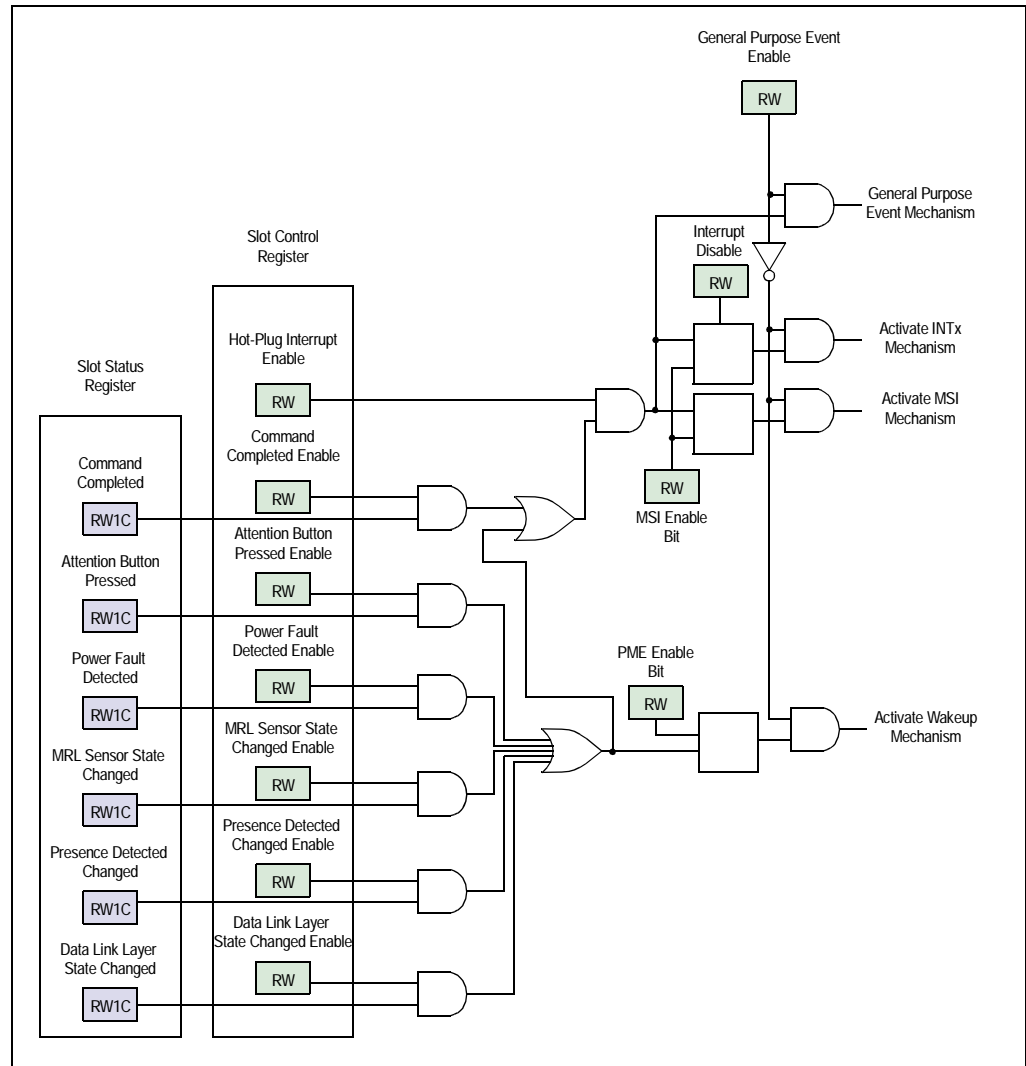 General Purpose Event
Enable
RW
General Purpose
Event Mechanism
Slot Control
Register
Interrupt
Disable
RW
Hot-Plug Interrupt
Enable
RW
Activate INTx
Mechanism
Slot Status
Register
Activate MSI
Mechanism
Command
Completed Enable
RW
Command
Completed
RW1C
RW
MSI Enable
Bit
Attention Button
Pressed Enable
RW
Attention Button
Pressed
RW1C
Power Fault
Detected Enable
RW
Power Fault
Detected
RW1C
PME Enable
Bit
RW
Activate Wakeup
Mechanism
MRL Sensor State
Changed Enable
RW
MRL Sensor State
Changed
RW1C
Presence Detected
Changed Enable
RW
Presence Detected
Changed
RW1C
Data Link Layer
State Changed Enable
RW
Data Link Layer
State Changed
RW1C